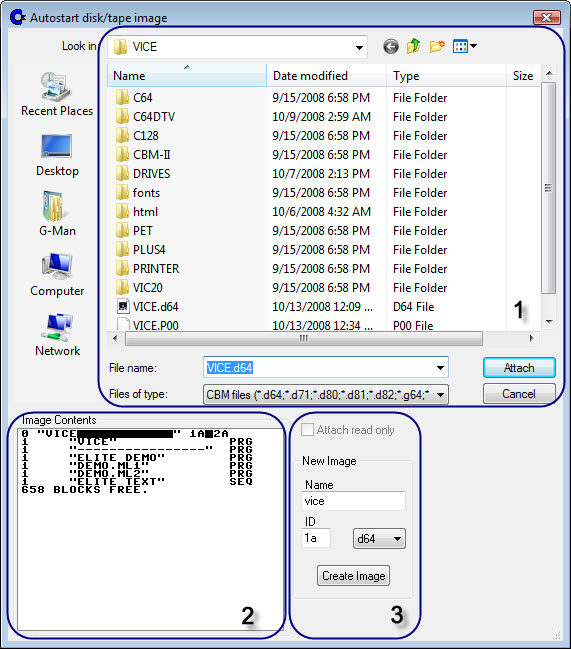 Autostart disk/tape image
Look in VICE
Name Date modified Type Size
C64 9/15/2008 6:58 PM File Folder
C64DTV 10/9/2008 2:59 AM File Folder
C128 9/15/2008 6:58 PM File Folder
CBM-II 9/15/2008 6:58 PM File Folder
DRIVES 10/7/2008 2:13 PM File Folder
fonts 9/15/2008 6:58 PM File Folder
html 10/6/2008 4:32 AM File Folder
PET 9/15/2008 6:58 PM File Folder
PLUS4 9/15/2008 6:58 PM File Folder
PRINTER 9/15/2008 6:58 PM File Folder
VIC20 9/15/2008 6:58 PM File Folder
VICE.d64 10/13/2008 12:09 ... D64 File
VICE.P00 10/13/2008 12:34 ... P00 File
Recent Places
Desktop
G-Man
Computer
Network
1
File name: VICE.d64 Attach
Files of type: CBM files (*.d64;*.d71;*.d80;*.d81;*.d82;*.g64;* Cancel
Image Contents
0 "VICE " 1A 2A
1 "VICE" PRG
1 "----------------" PRG
1 "ELITE DEMO" PRG
1 "DEMO.ML1" PRG
1 "DEMO.ML2" PRG
1 "ELITE TEXT" SEQ
658 BLOCKS FREE.
2
Attach read only
New Image
Name
vice
ID
1a d64
Create Image
3